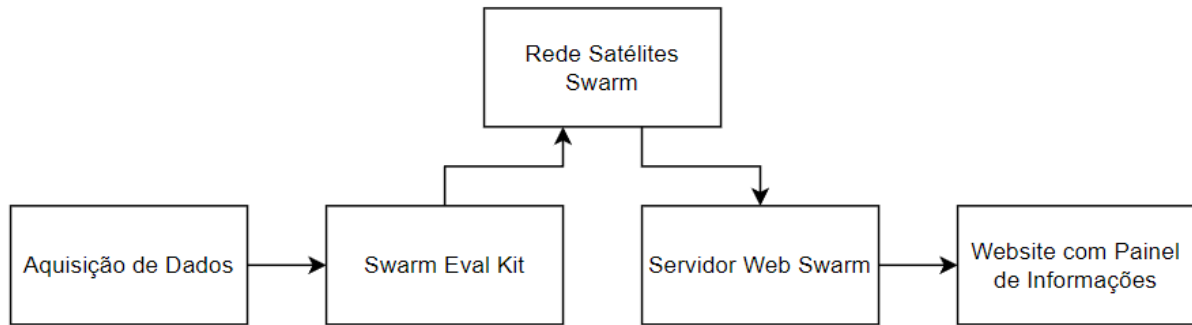 Rede Satélites
Swarm
Aquisição de Dados
Swarm Eval Kit
Servidor Web Swarm
Website com Painel
de Informações